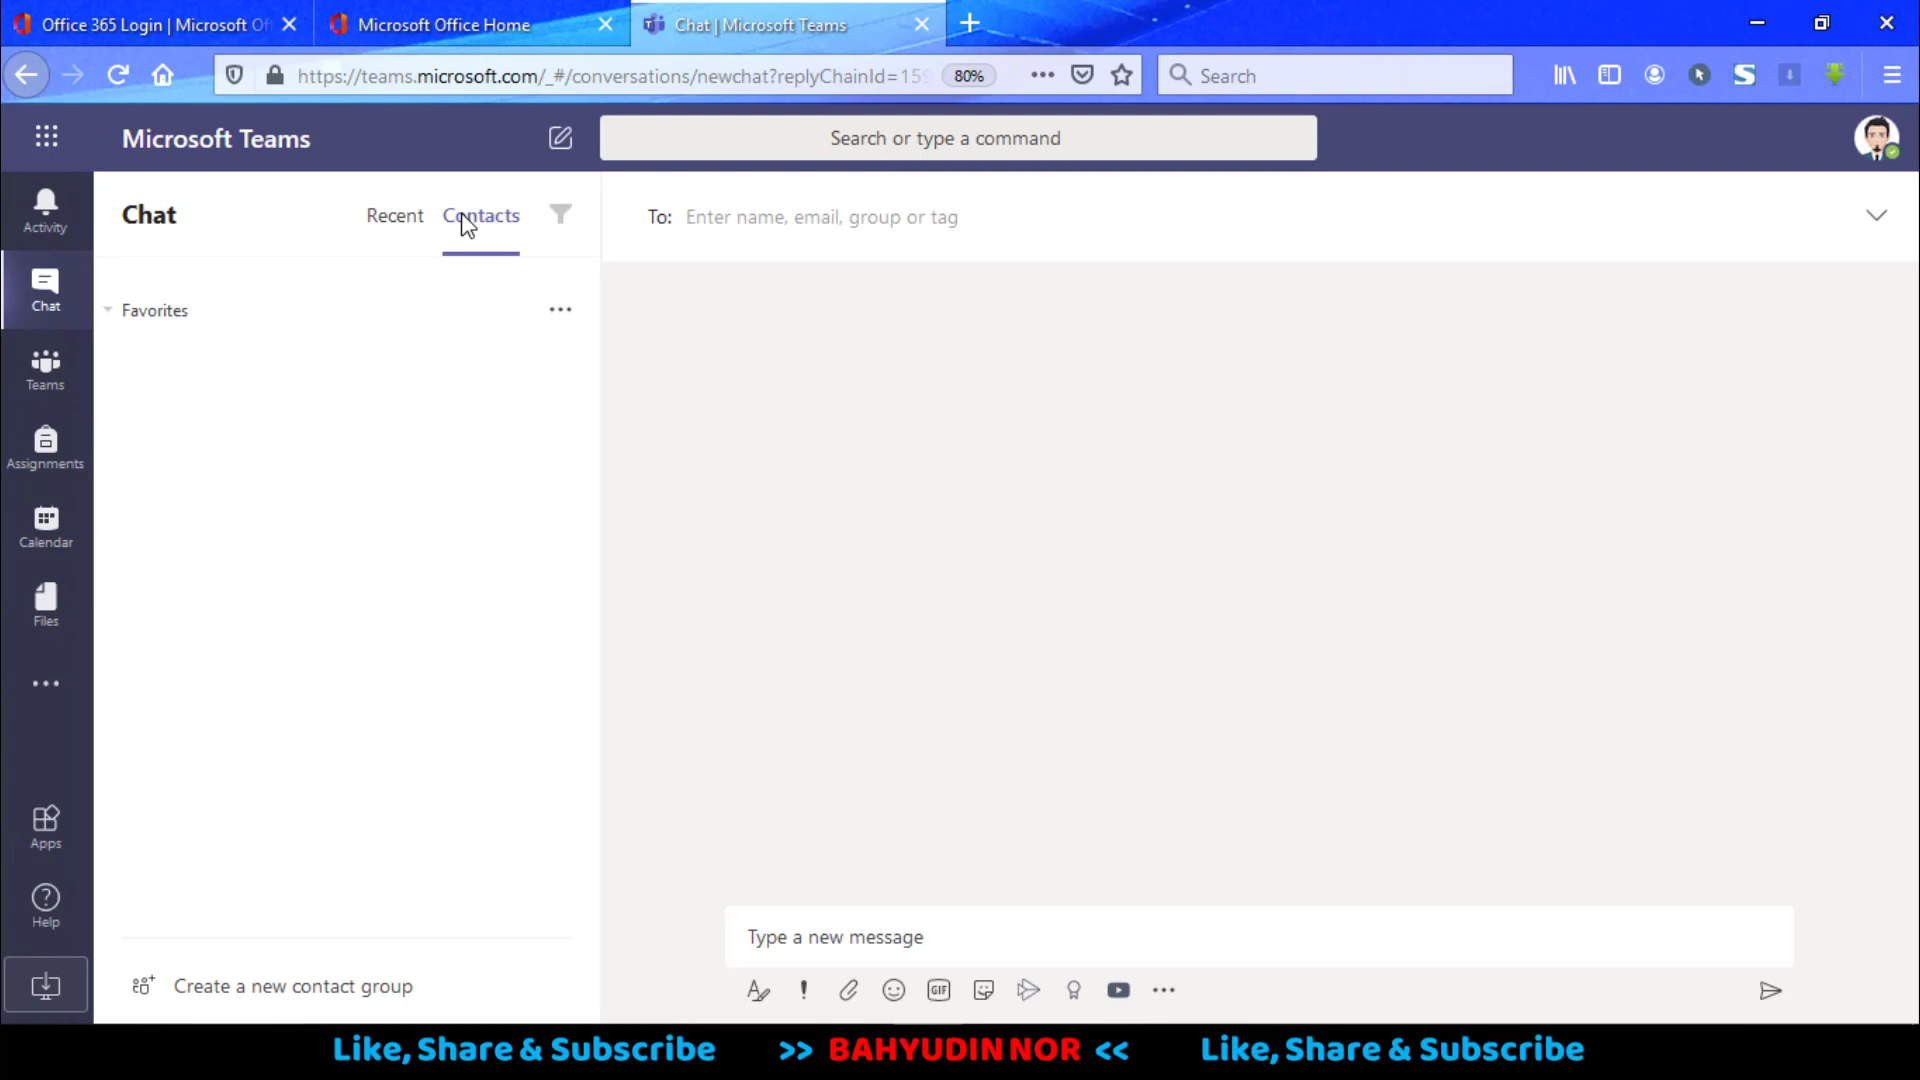 Office 365 Login | Microsoft Of
Microsoft Office Home
Chat | Microsoft Teams
https://teams.microsoft.com/_#/conversations/newchat?replyChainId=159
80%
Search
Microsoft Teams
Search or type a command
Activity
Chat
Teams
Assignments
Calendar
Files
Apps
Help
Chat
Recent
Contacts
Favorites
Create a new contact group
To:
Enter name, email, group or tag
Type a new message
GIF
Like, Share & Subscribe >> BAHYUDIN NOR << Like, Share & Subscribe